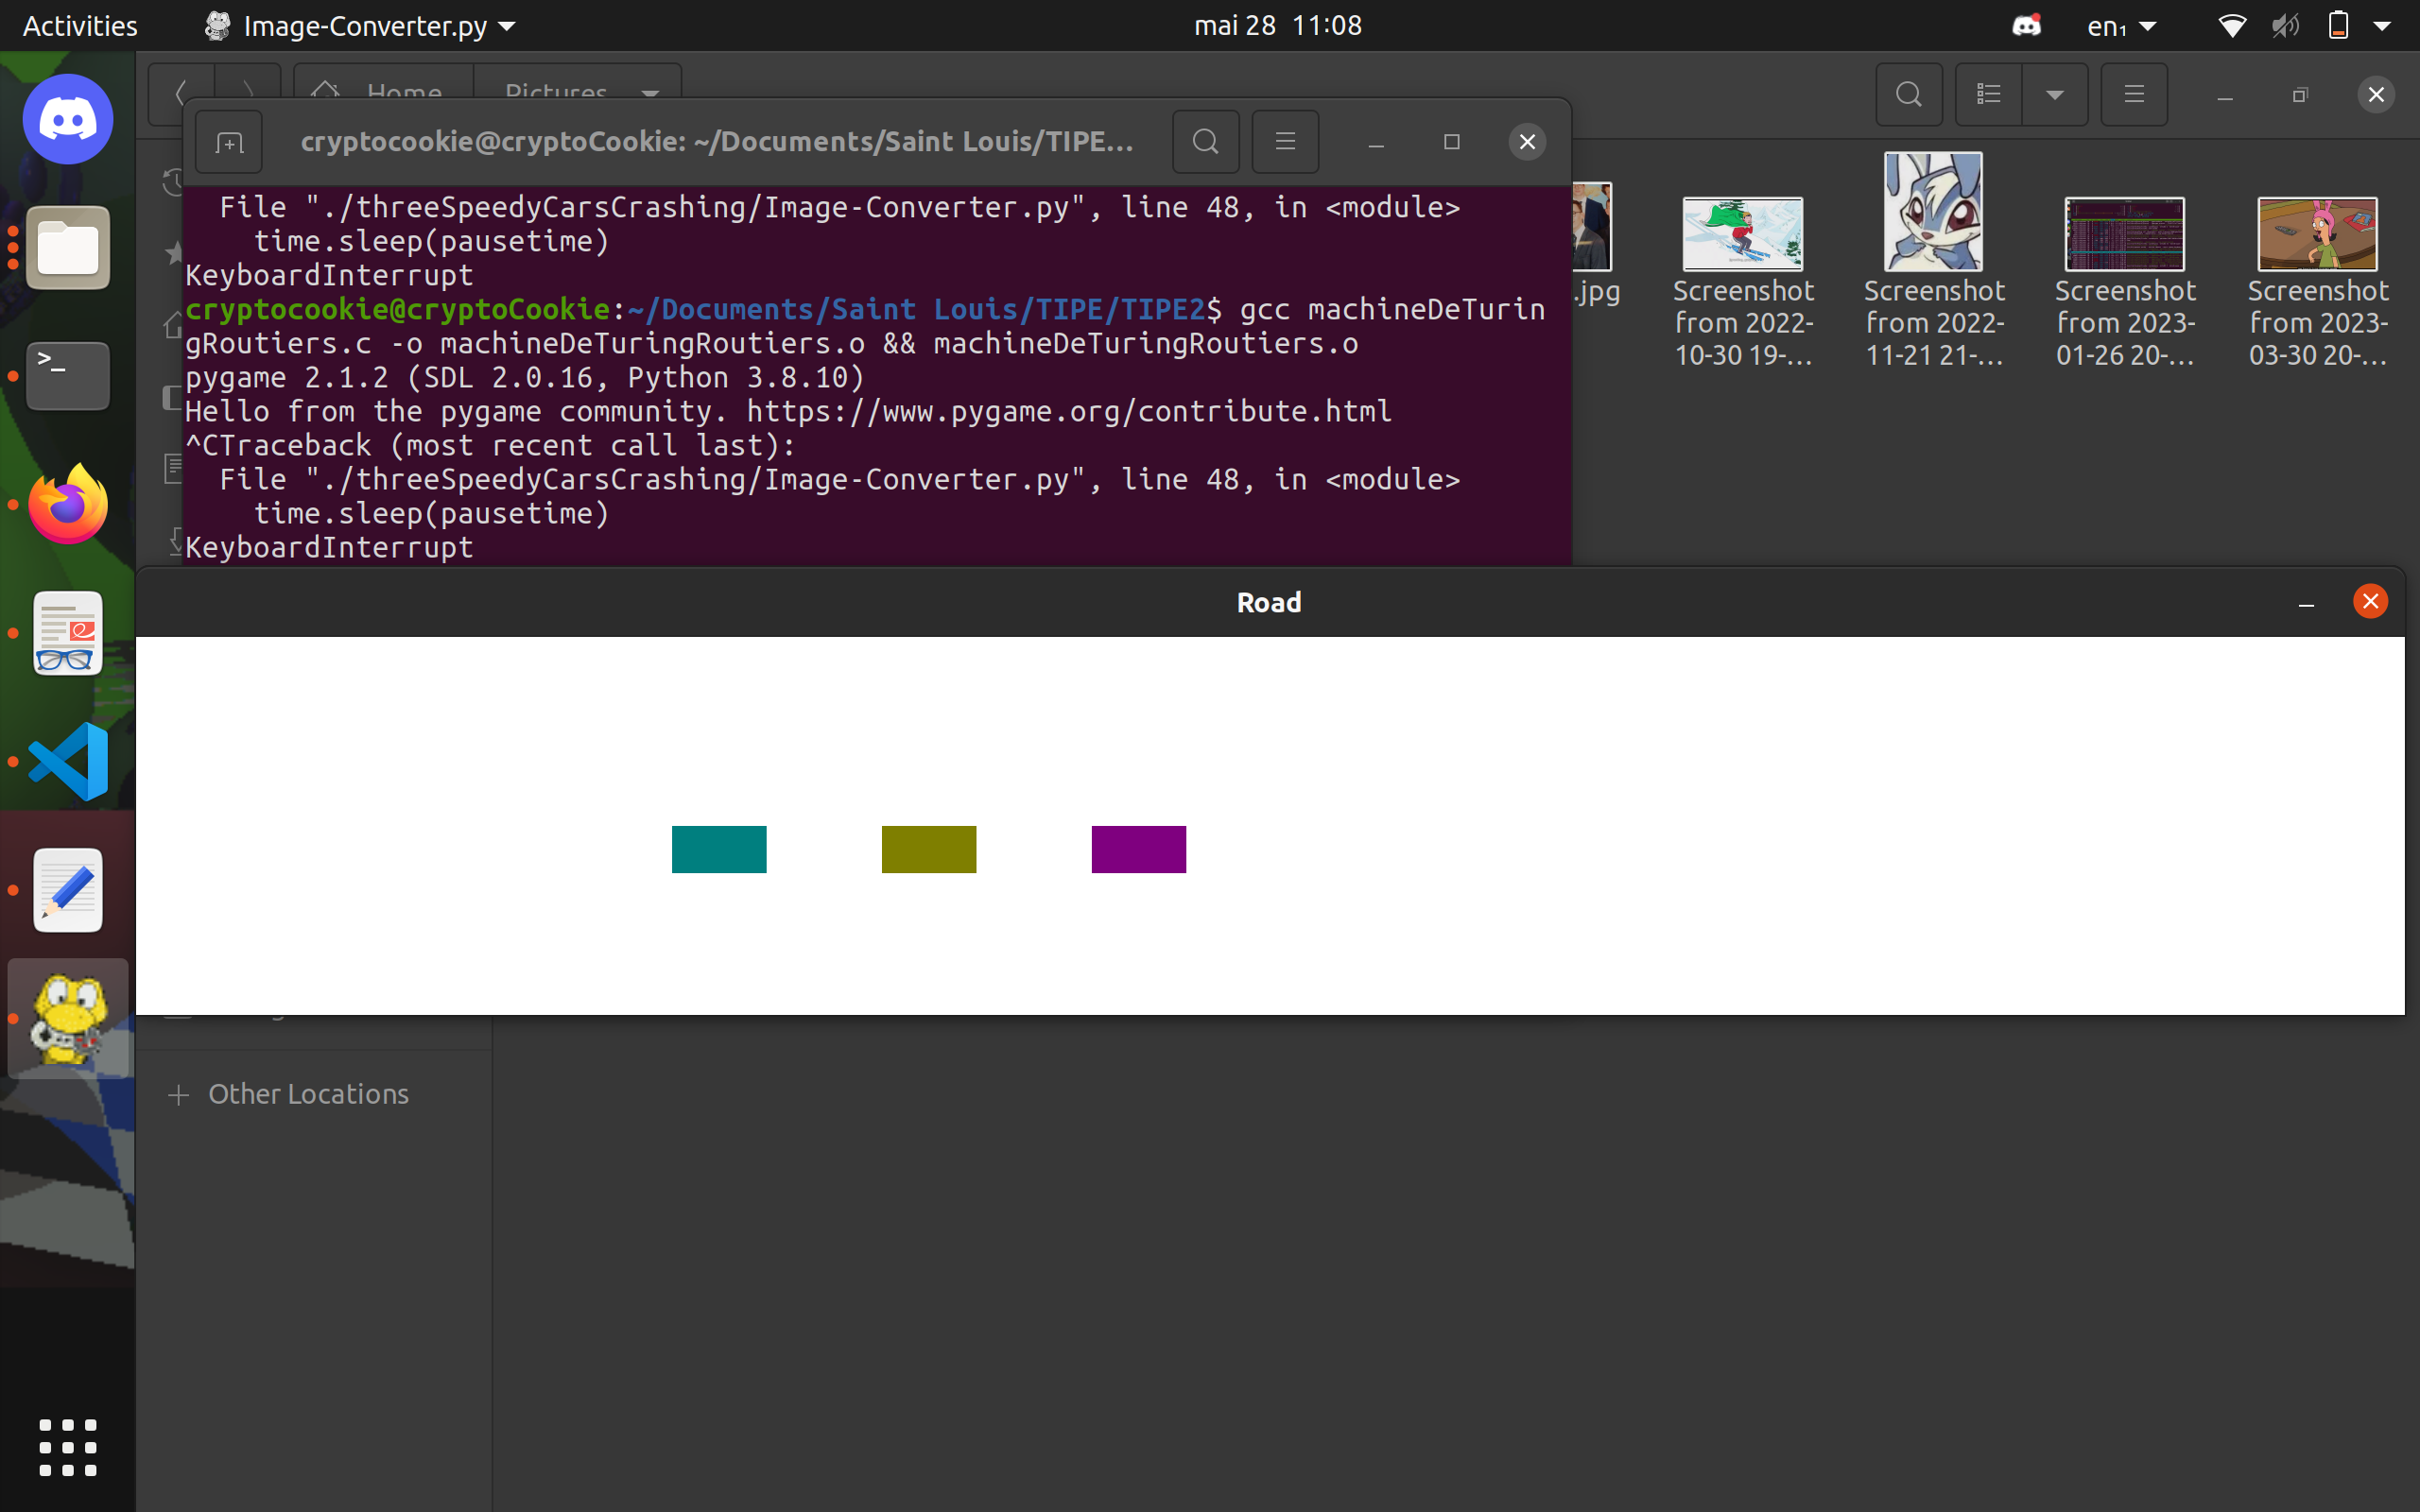 Activities
Image-Converter.py
mai 28 11:08
en₁
Home
Pictures
cryptocookie@cryptoCookie: ~/Documents/Saint Louis/TIPE…
File "./threeSpeedyCarsCrashing/Image-Converter.py", line 48, in <module>
time.sleep(pausetime)
KeyboardInterrupt
cryptocookie@cryptoCookie:~/Documents/Saint Louis/TIPE/TIPE2$ gcc machineDeTurin
gRoutiers.c -o machineDeTuringRoutiers.o && machineDeTuringRoutiers.o
pygame 2.1.2 (SDL 2.0.16, Python 3.8.10)
Hello from the pygame community. https://www.pygame.org/contribute.html
^CTraceback (most recent call last):
File "./threeSpeedyCarsCrashing/Image-Converter.py", line 48, in <module>
time.sleep(pausetime)
KeyboardInterrupt
.jpg
Screenshot
from 2022-
10-30 19-…
Screenshot
from 2022-
11-21 21-…
Screenshot
from 2023-
01-26 20-…
Screenshot
from 2023-
03-30 20-…
Road
Other Locations